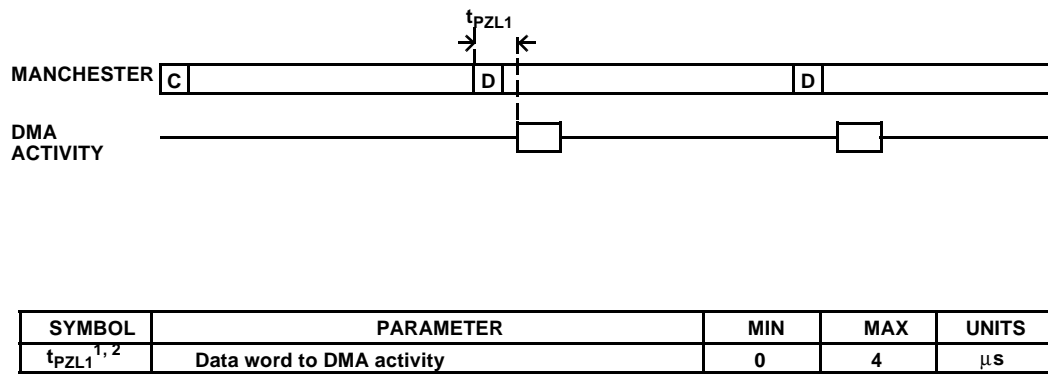 tPZL1
MANCHESTER C D D
DMA
ACTIVITY
SYMBOL PARAMETER MIN MAX UNITS
tPZL1 1, 2 Data word to DMA activity 0 4 μs